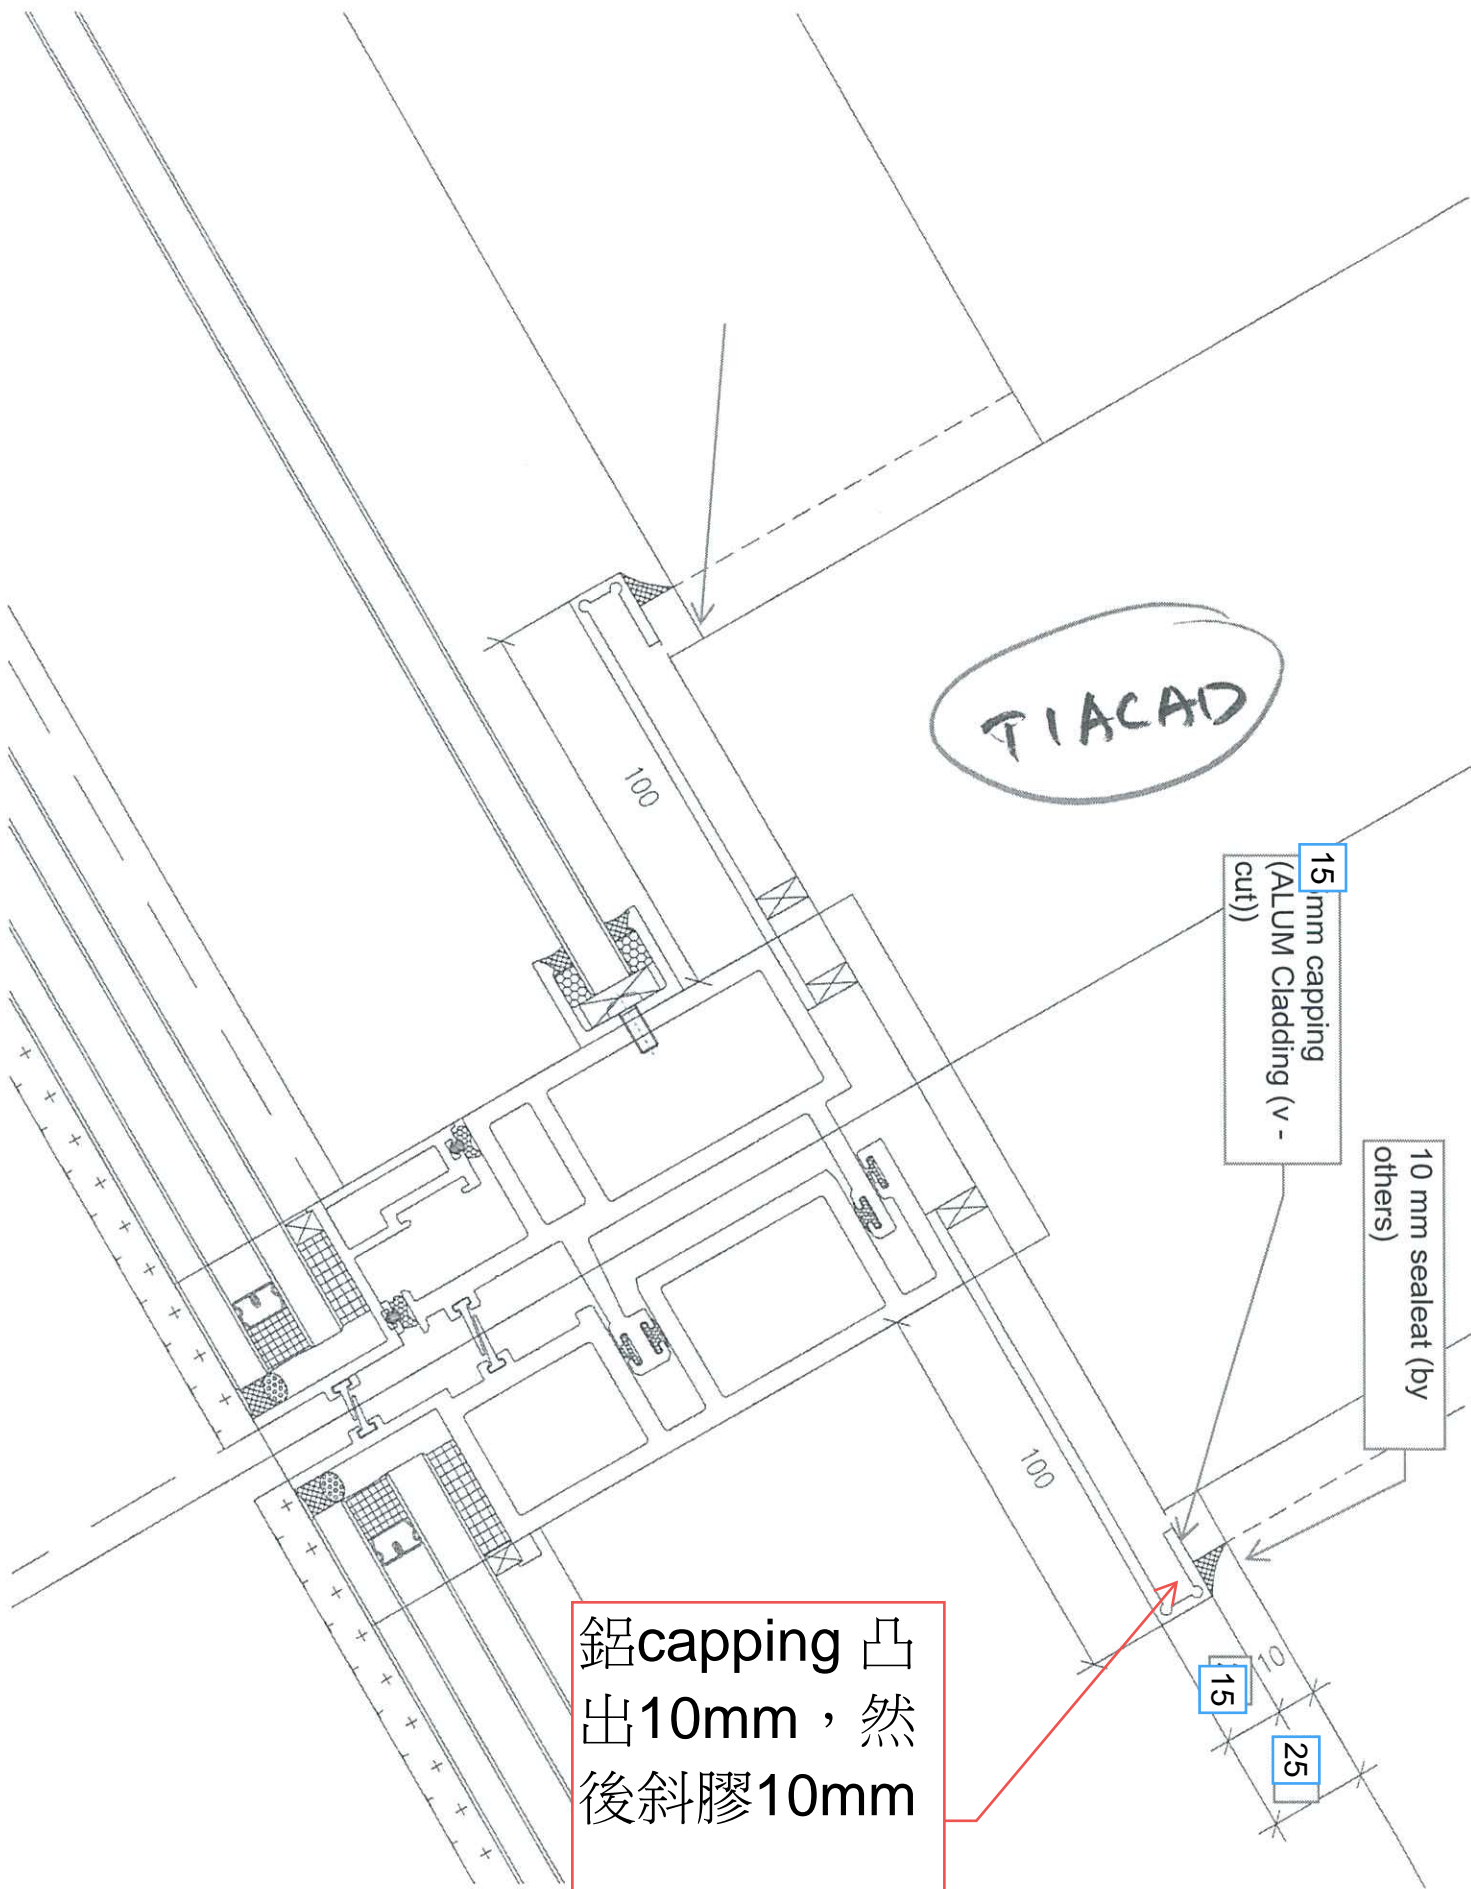 TIACAD
100
15 mm capping
(ALUM Cladding (v -
cut))
10 mm sealeat (by
others)
100
10
15
25
鋁capping 凸
出10mm，然
後斜膠10mm